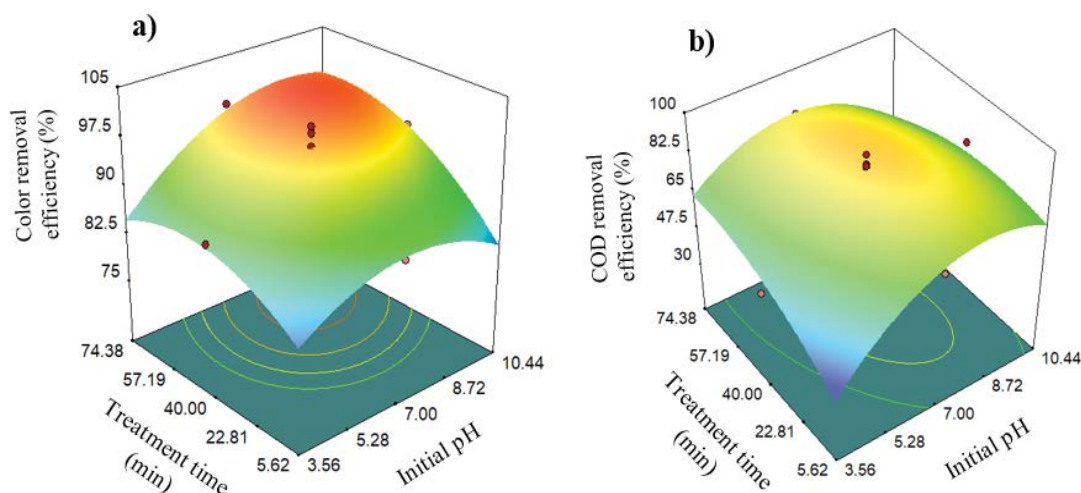 a)
105
97.5
90
82.5
75
Color removal
efficiency (%)
74.38
57.19
40.00
22.81
5.62
Treatment time
(min)
3.56
5.28
7.00
8.72
10.44
Initial pH
b)
100
82.5
65
47.5
30
COD removal
efficiency (%)
74.38
57.19
40.00
22.81
5.62
Treatment time
(min)
3.56
5.28
7.00
8.72
10.44
Initial pH